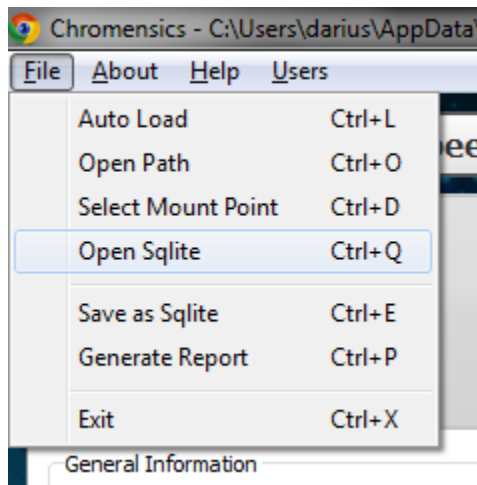 Chromensics - C:\Users\darius\AppData\
File About Help Users
Auto Load Ctrl+L
Open Path Ctrl+O
Select Mount Point Ctrl+D
Open Sqlite Ctrl+Q
Save as Sqlite Ctrl+E
Generate Report Ctrl+P
Exit Ctrl+X
General Information